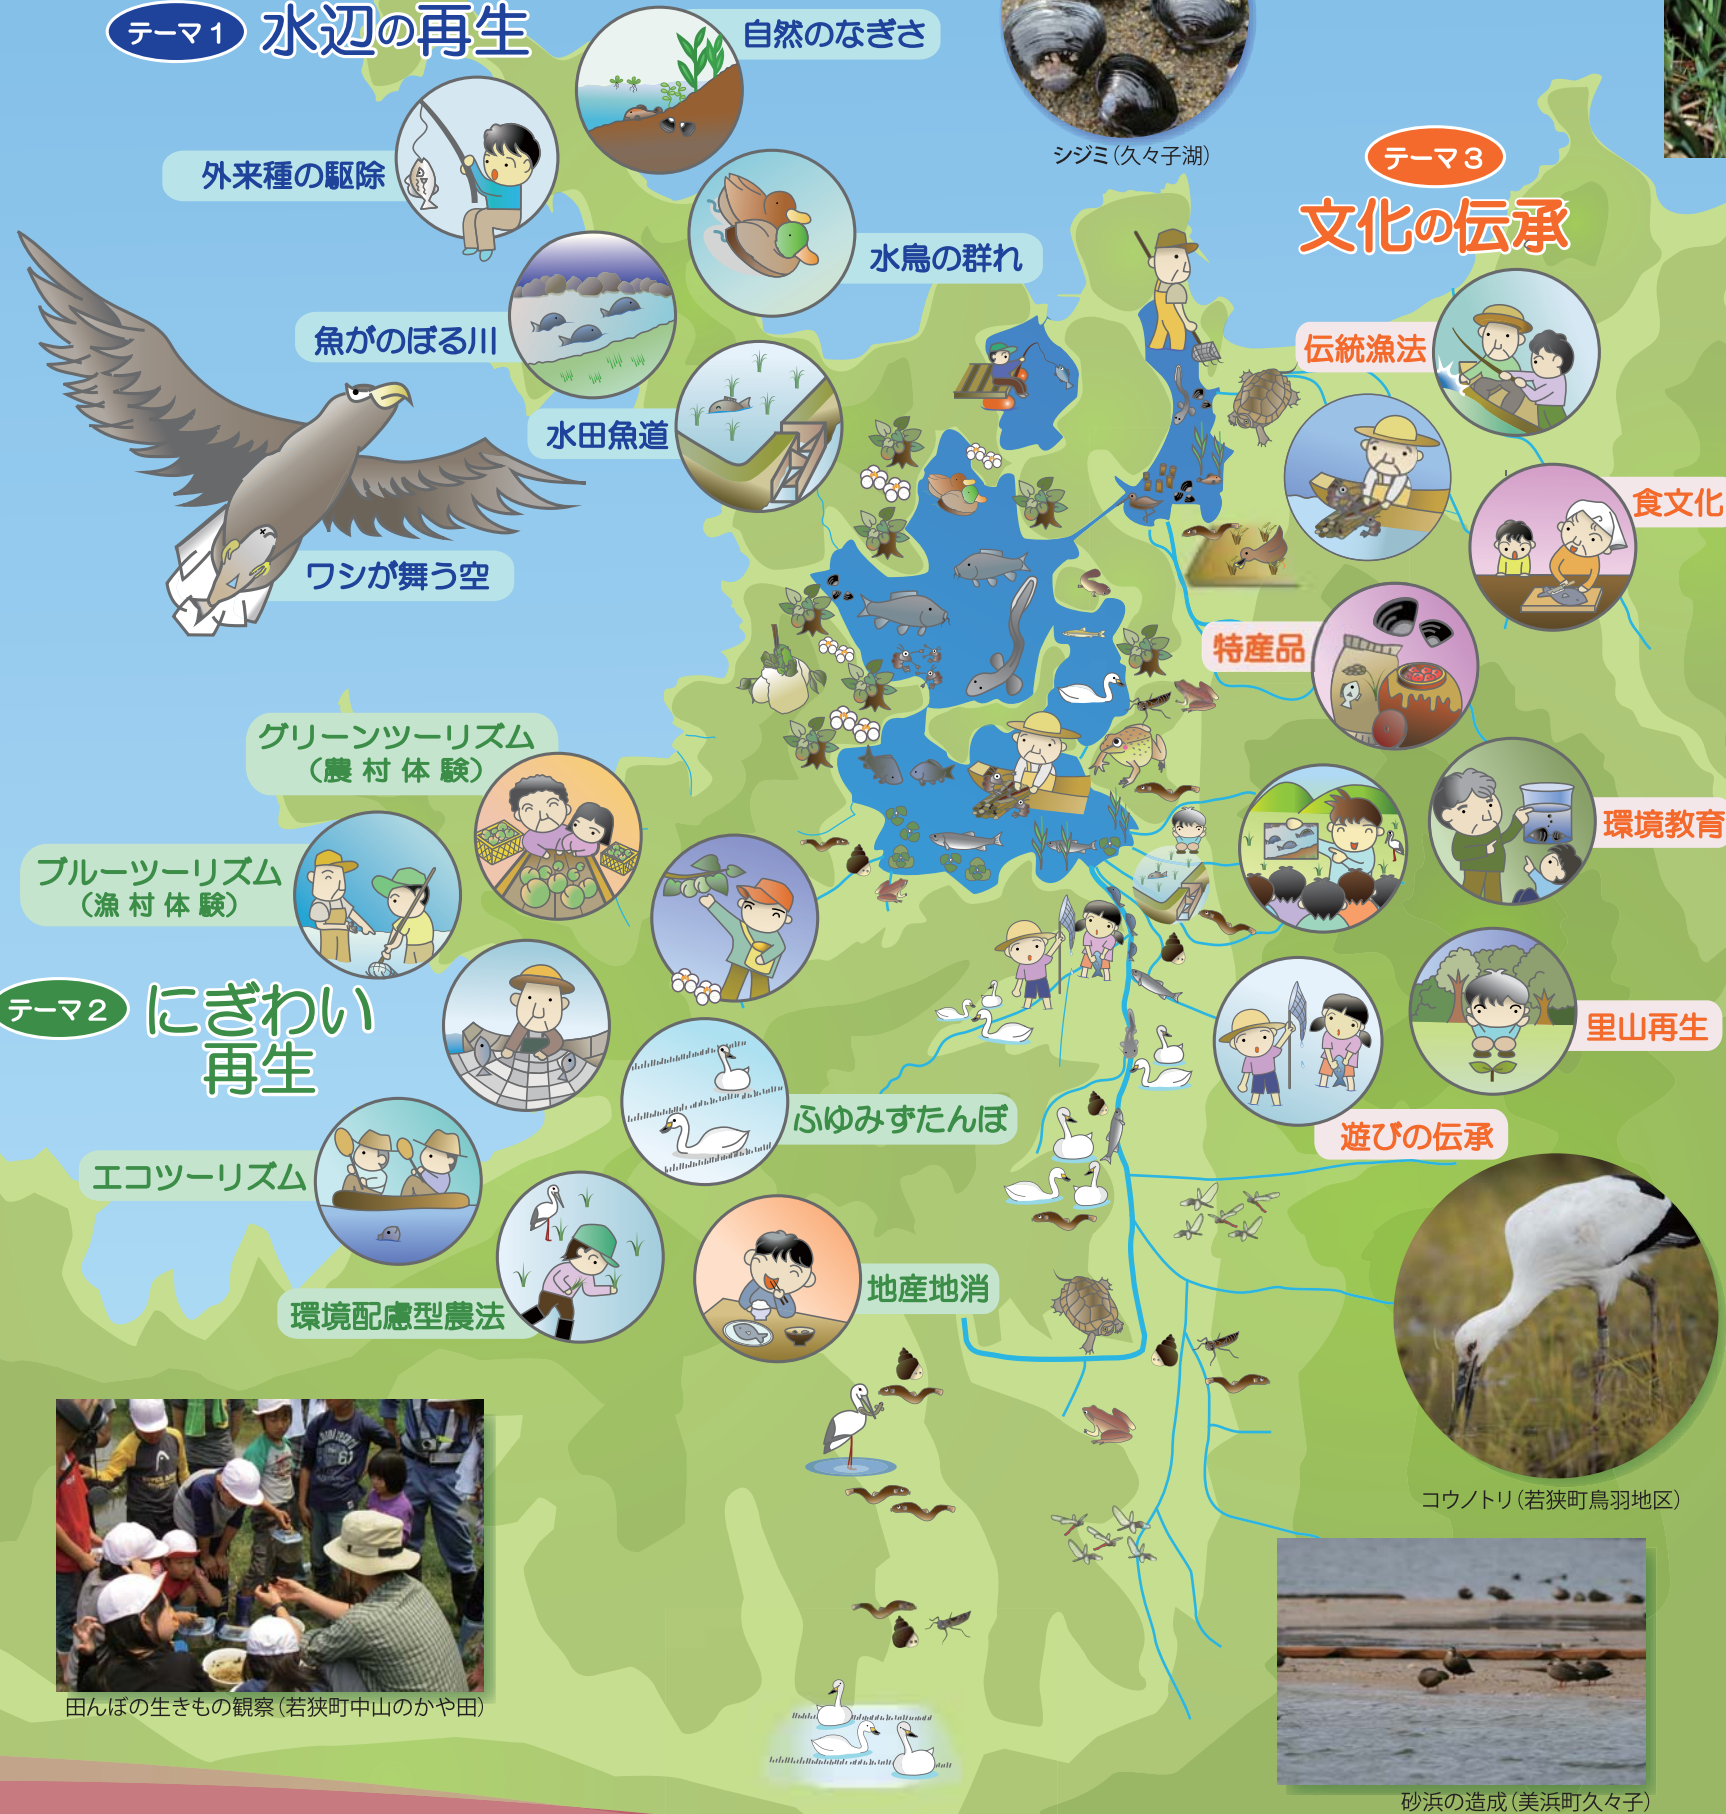 テーマ1
水辺の再生
自然のなぎさ
外来種の駆除
水鳥の群れ
魚がのぼる川
水田魚道
ワシが舞う空
シジミ（久々子湖）
テーマ3
文化の伝承
伝統漁法
食文化
特産品
環境教育
里山再生
遊びの伝承
グリーンツーリズム
（農村体験）
ブルーツーリズム
（漁村体験）
テーマ2
にぎわい
再生
ふゆみずたんぼ
エコツーリズム
環境配慮型農法
地産地消
コウノトリ（若狭町鳥羽地区）
田んぼの生きもの観察（若狭町中山のかや田）
砂浜の造成（美浜町久々子）